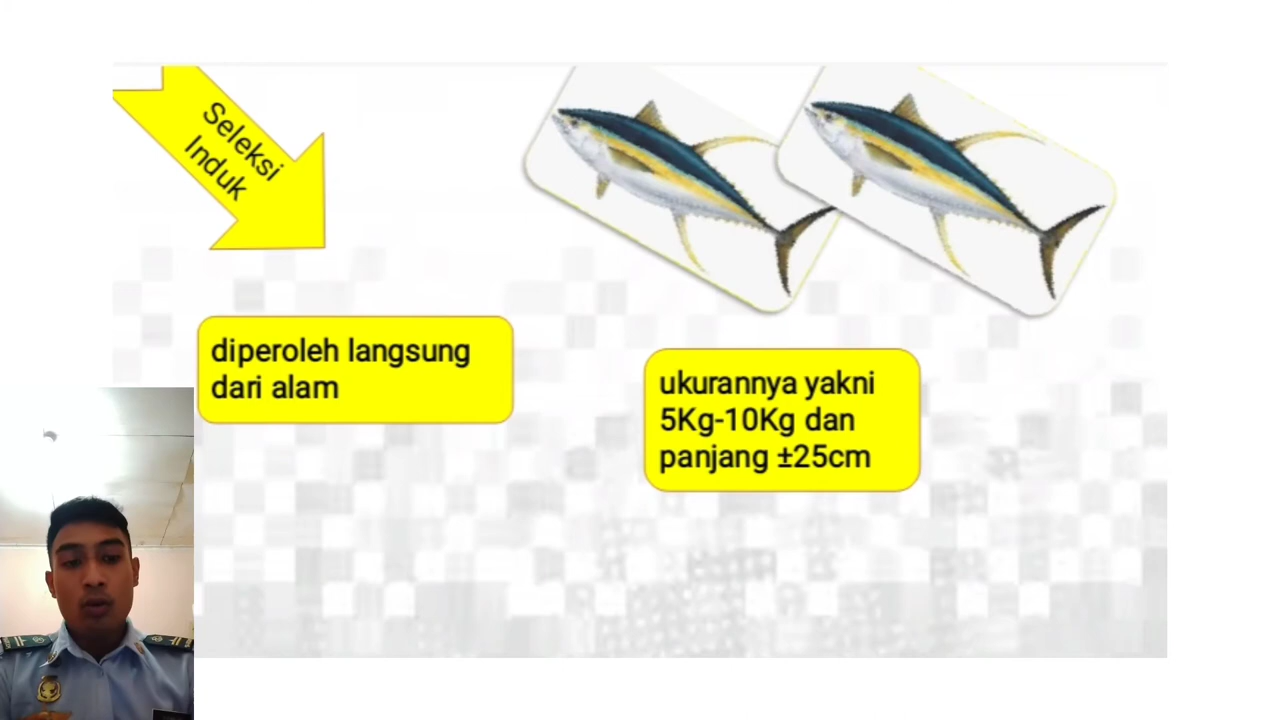 Seleksi
Induk
diperoleh langsung
dari alam
ukurannya yakni
5Kg-10Kg dan
panjang ±25cm